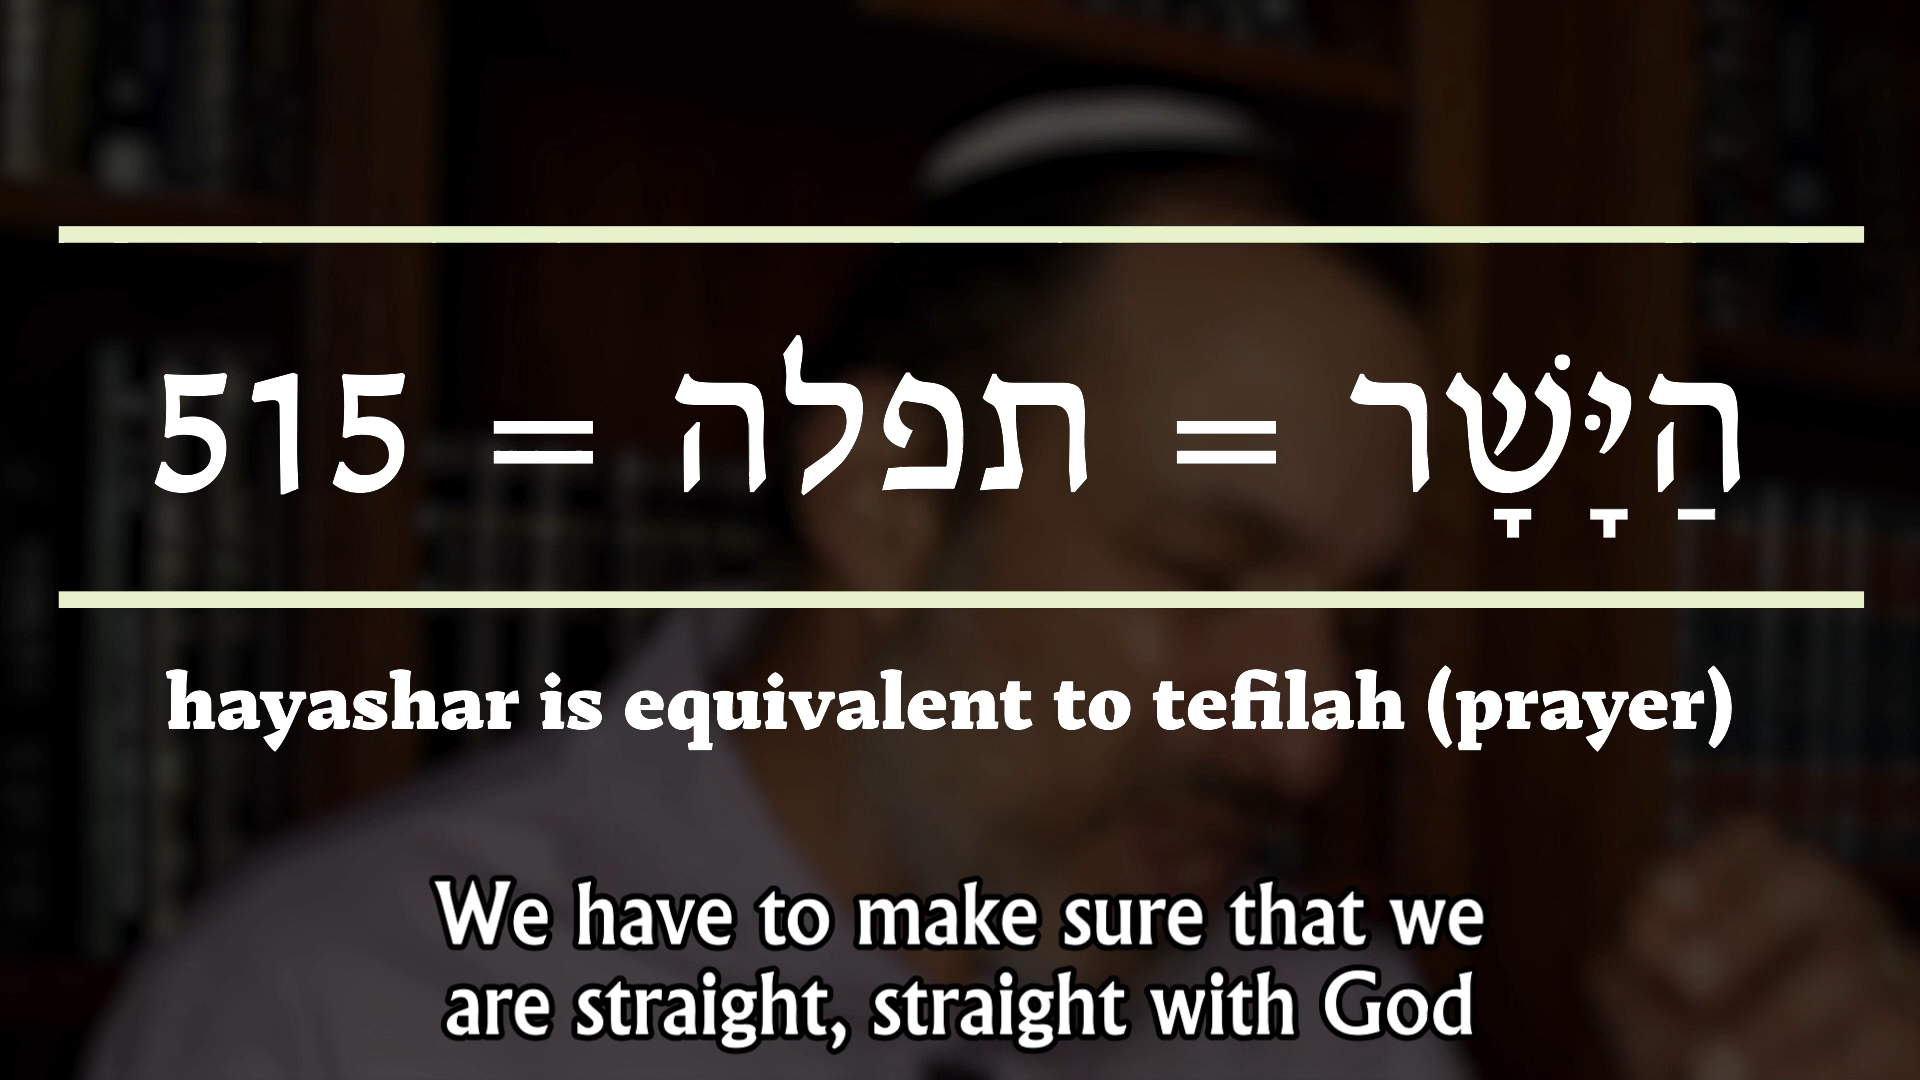 הַיָּשָׁר = תפלה = 515
hayashar is equivalent to tefilah (prayer)
We have to make sure that we
are straight, straight with God